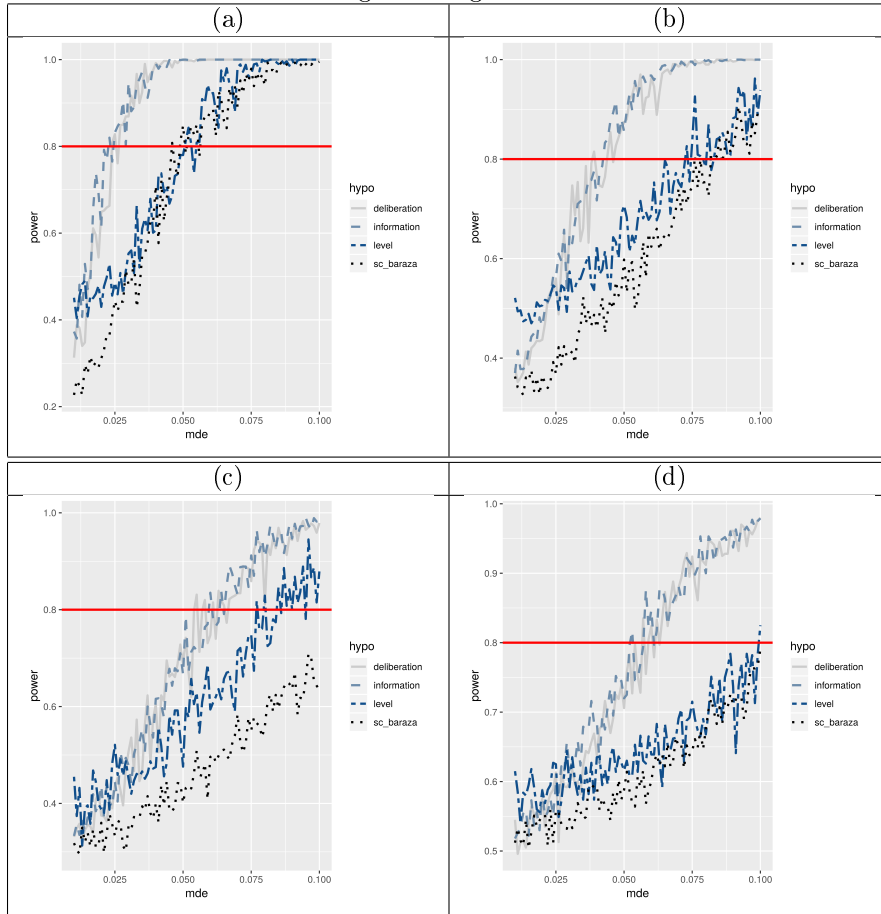 (a) (b)
1.0
0.8
0.6
0.4
0.2
power
0.025 0.050 0.075 0.100
mde
hypo
deliberation
information
level
sc_baraza
1.0
0.8
0.6
0.4
power
0.025 0.050 0.075 0.100
mde
hypo
deliberation
information
level
sc_baraza
(c) (d)
1.0
0.8
0.6
0.4
power
0.025 0.050 0.075 0.100
mde
hypo
deliberation
information
level
sc_baraza
1.0
0.9
0.8
0.7
0.6
0.5
power
0.025 0.050 0.075 0.100
mde
hypo
deliberation
information
level
sc_baraza